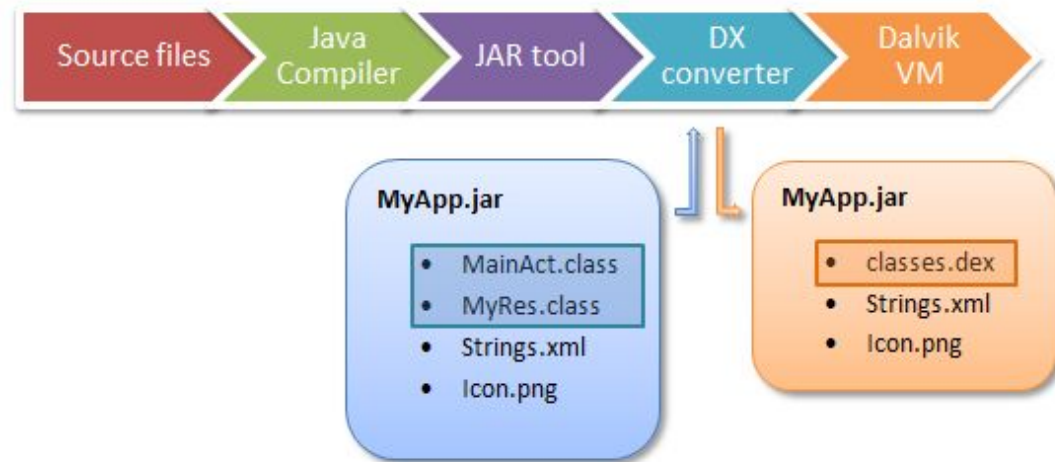 Source files
Java
Compiler
JAR tool
DX
converter
Dalvik
VM
MyApp.jar
• MainAct.class
• MyRes.class
• Strings.xml
• Icon.png
MyApp.jar
• classes.dex
• Strings.xml
• Icon.png